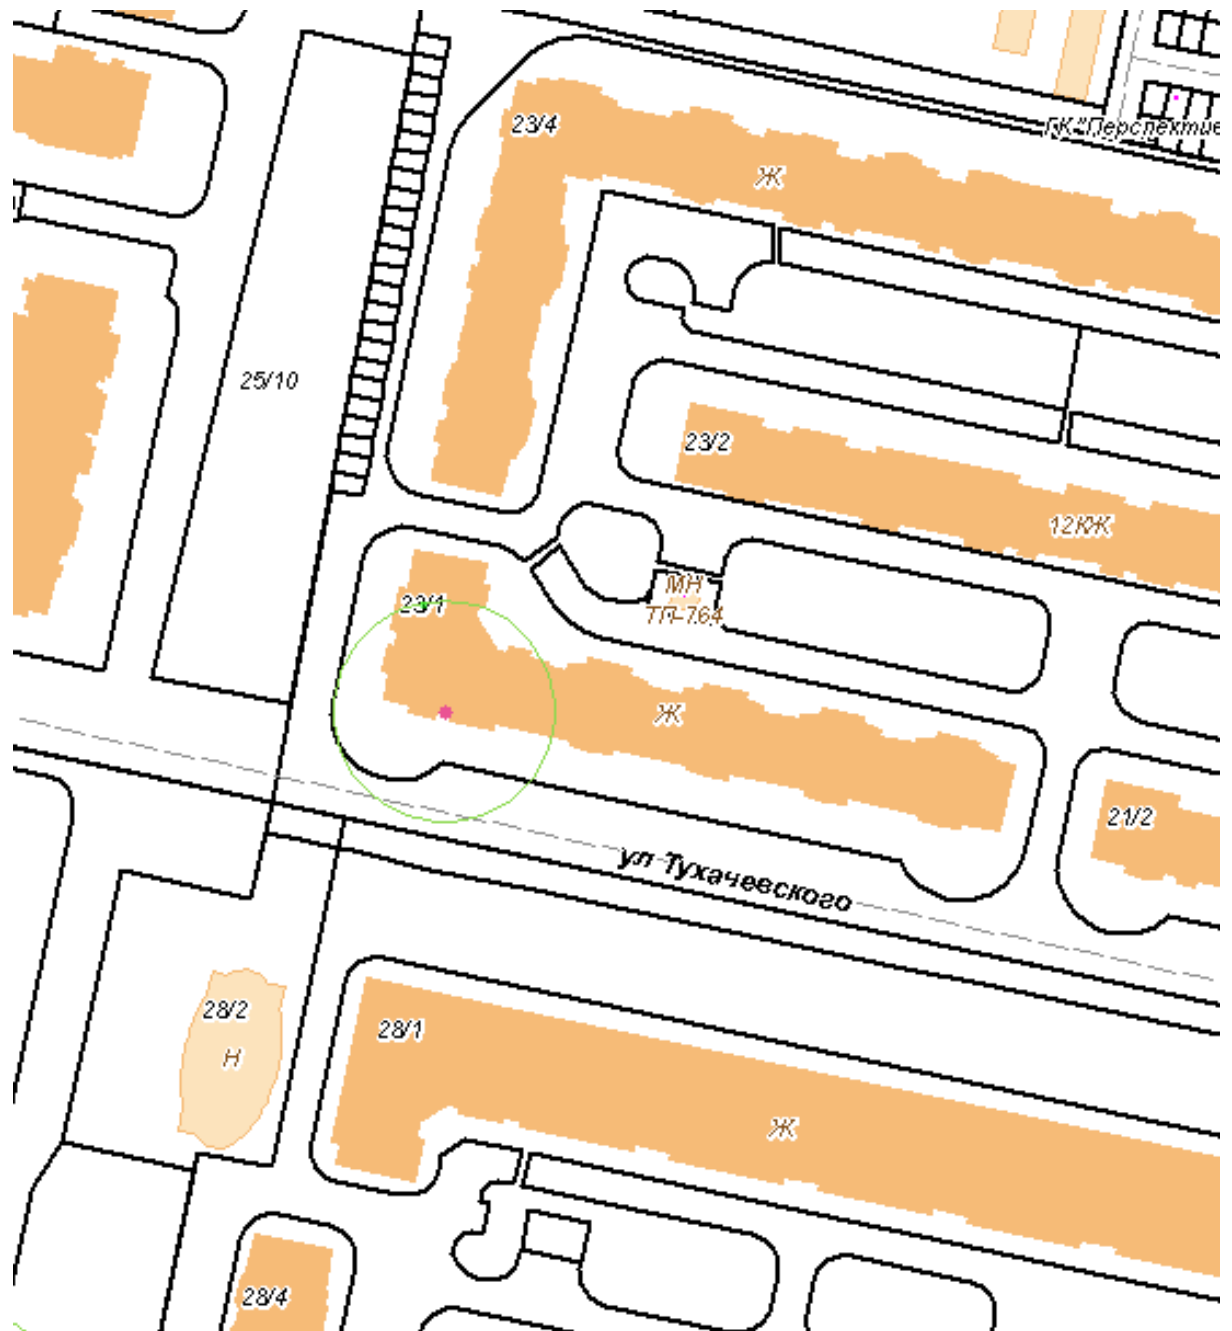 23/4
ГК "Перспектив
Ж
25/10
23/2
12КЖ
МН
ТП-764
23/1
Ж
21/2
ул Тухачевского
28/2
28/1
Н
Ж
28/4